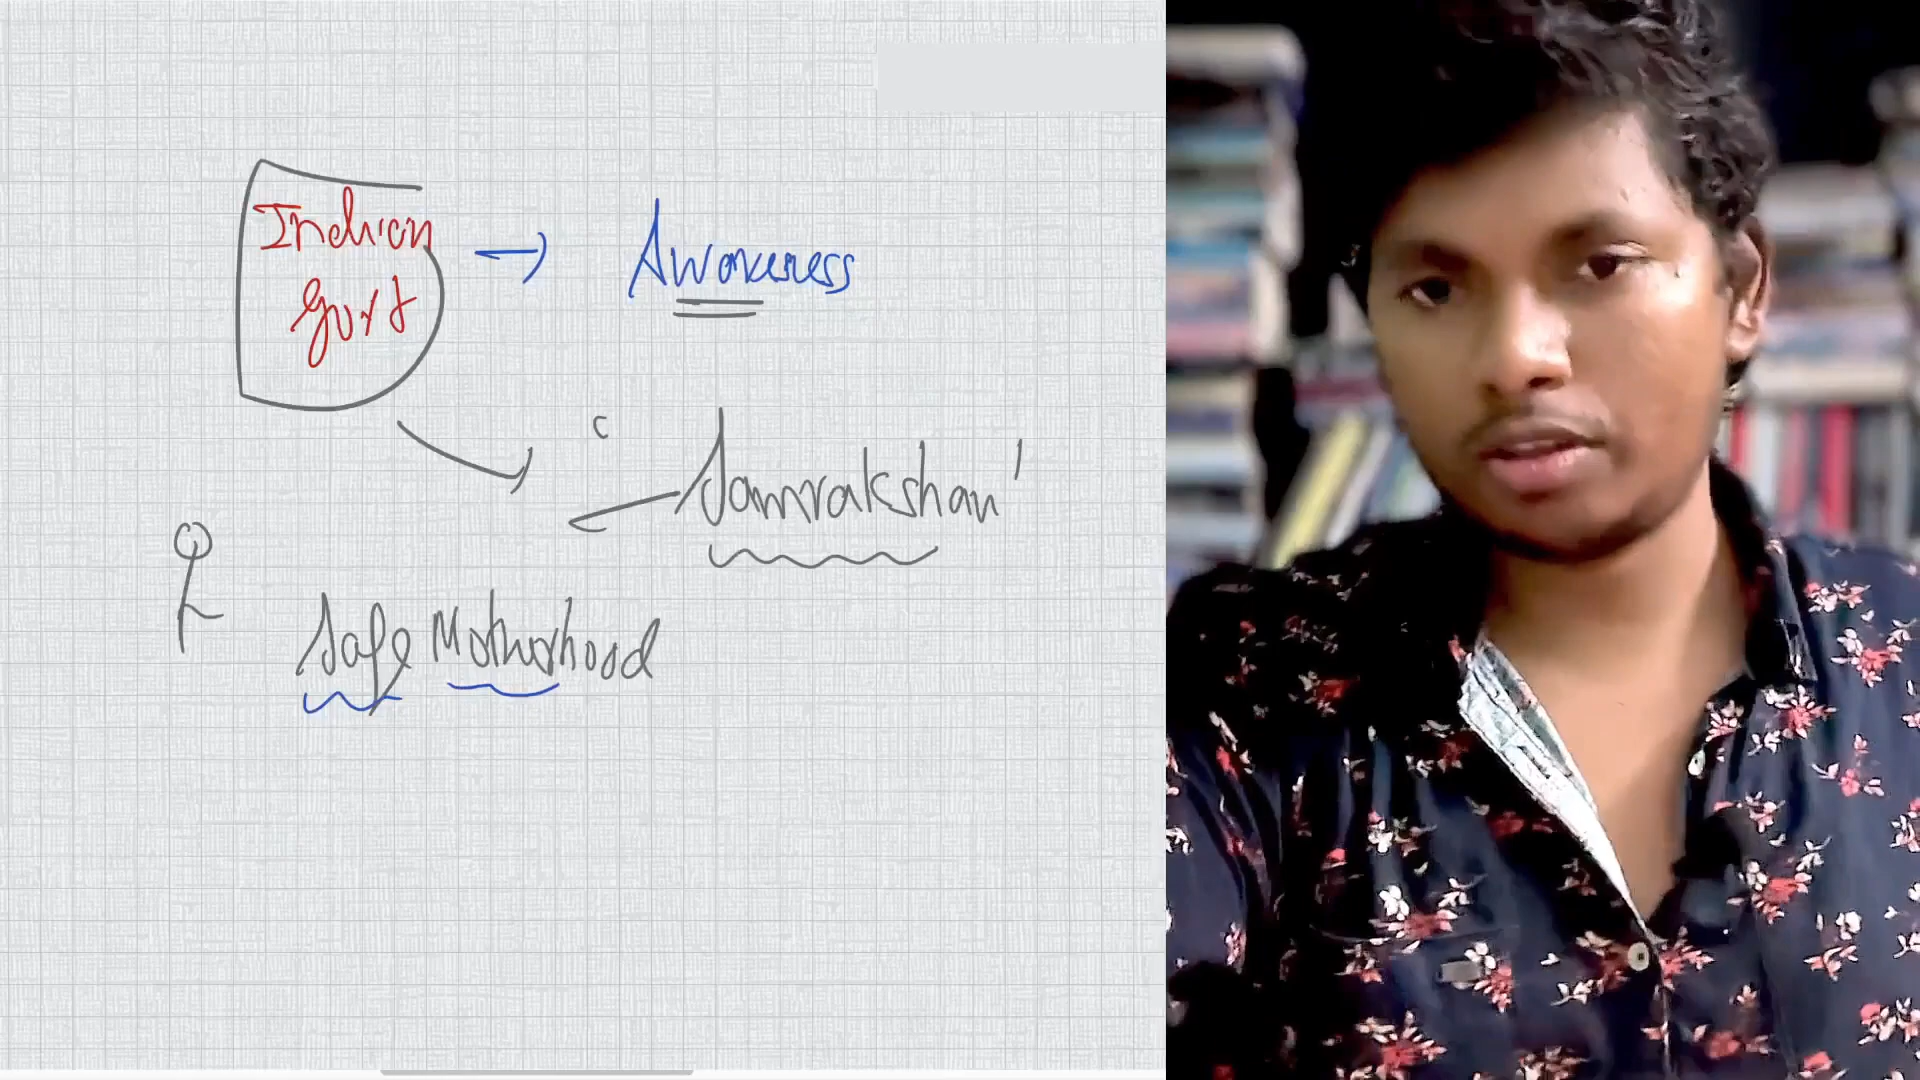 Indian
Govt
→ Awareness
'Samrakshan'
Safe Motherhood